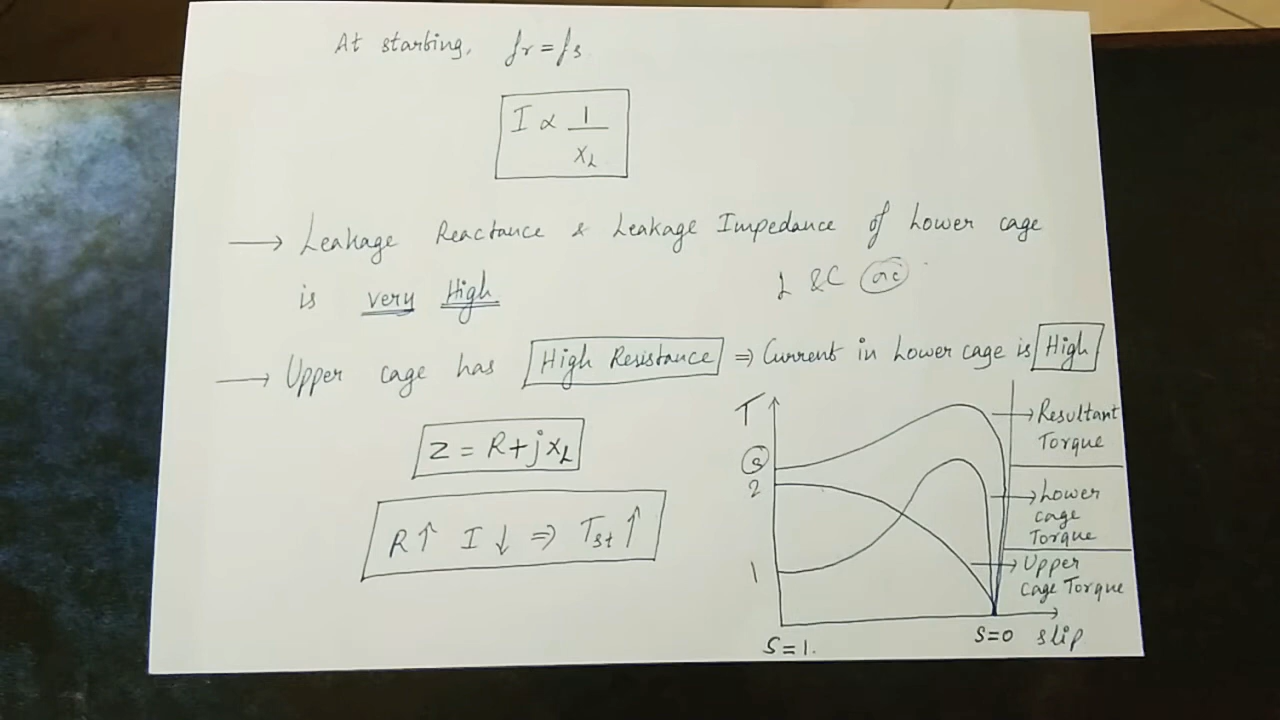 At starting, fr = fs
I ∝ 1 / XL
→ Leakage Reactance & Leakage Impedance of Lower cage
is very High
L & C
→ Upper cage has High Resistance ⇒ Current in Lower cage is High
Z = R + jXL
R ↑ I ↓ ⇒ Tst ↑
T
2
1
S = 1.
S = 0 slip
→ Resultant
Torque
→ Lower
cage
Torque
→ Upper
cage Torque